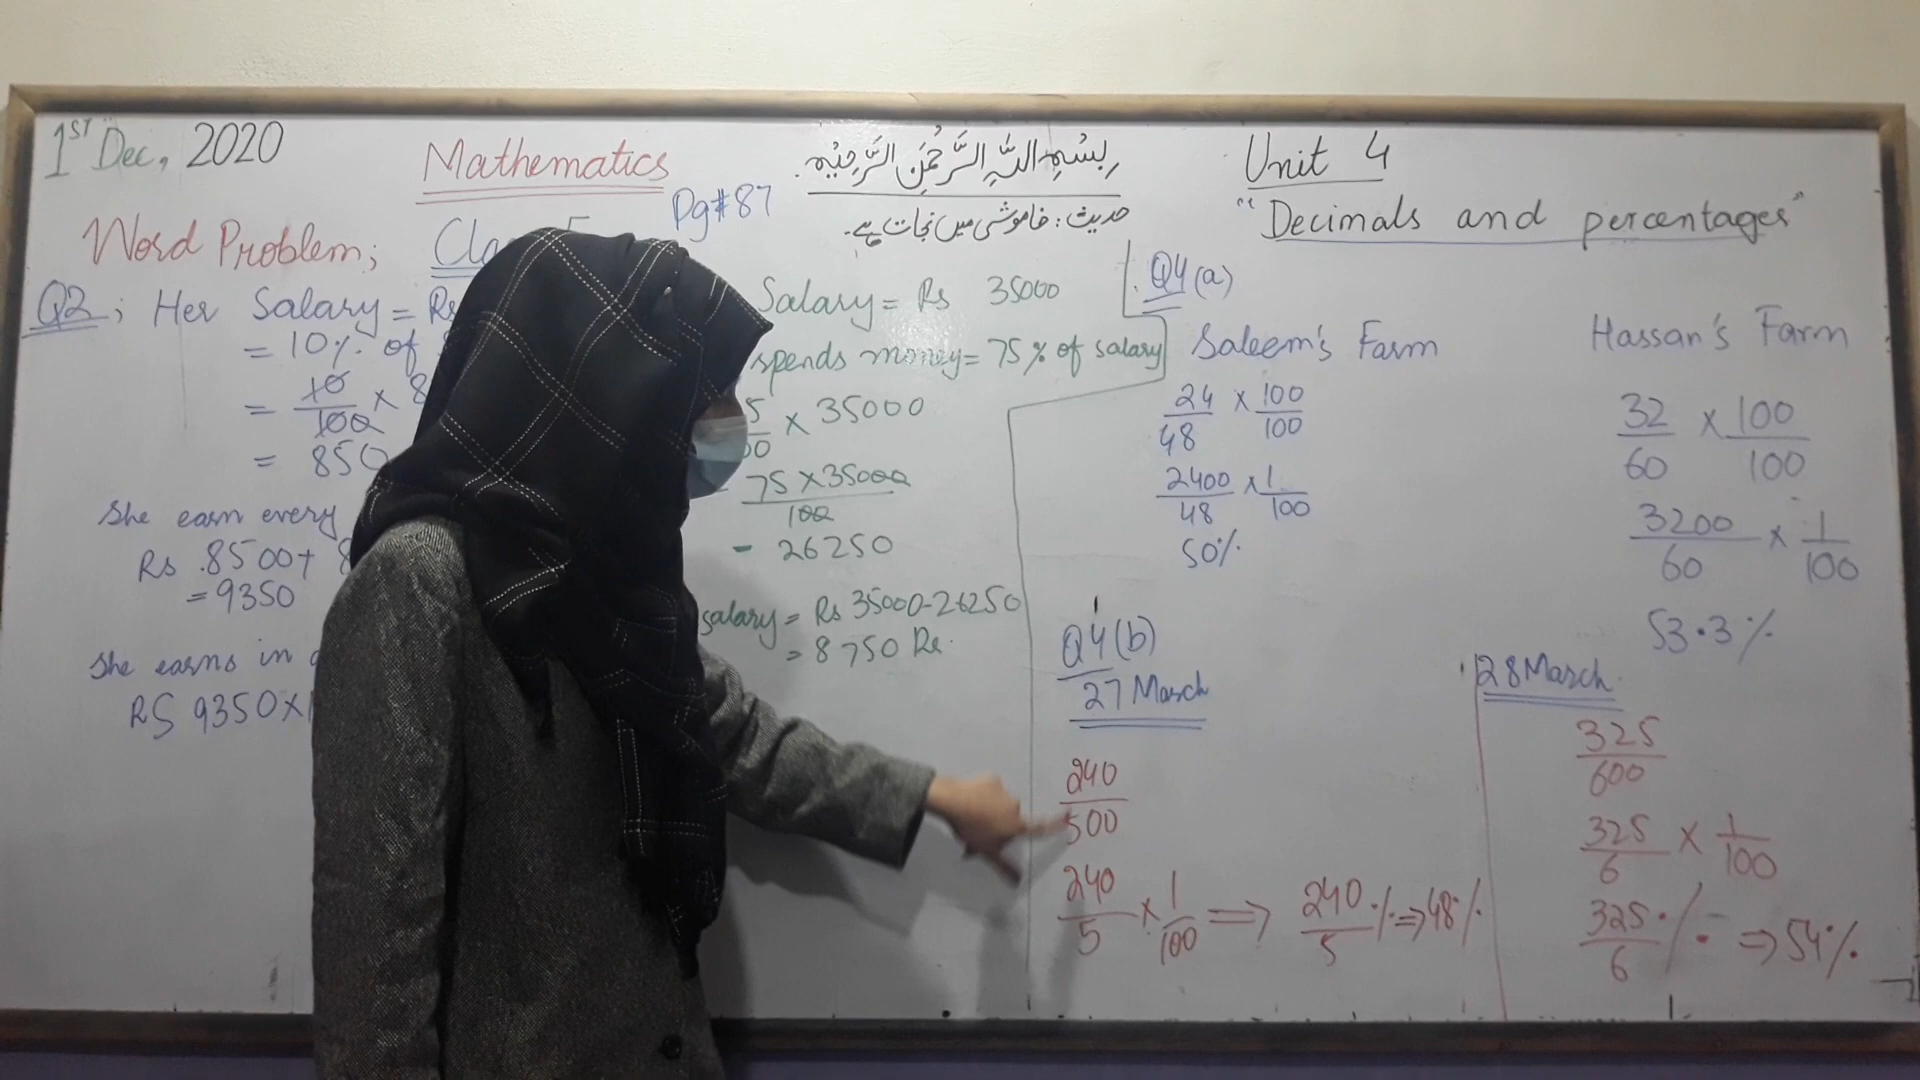 1ST Dec, 2020
Mathematics
بِسْمِ اللّٰهِ الرَّحْمٰنِ الرَّحِيْمِ
Unit 4
Pg#87
حدیث: خاموشی میں نجات ہے۔
"Decimals and percentages"
Word Problem;
Q2; Her Salary = Rs
= 10% of
= 10/100 × 8
= 850
She earn every
Rs .8500+ 8
= 9350
She earns in
RS 9350×1
Salary = Rs 35000
spends money = 75% of salary
5/00 × 35000
75 × 35000 / 100
- 26250
salary = Rs 35000-26250
= 8750 Rs.
Q4(a)
Saleem's Farm
24/48 × 100/100
2400/48 × 1/100
50%
Hassan's Farm
32/60 × 100/100
3200/60 × 1/100
53.3%
Q4(b)
27 March
240/500
240/5 × 1/100 ⇒ 240/5 % ⇒ 48%
28 March
325/600
325/6 × 1/100
325/6 % ⇒ 54%